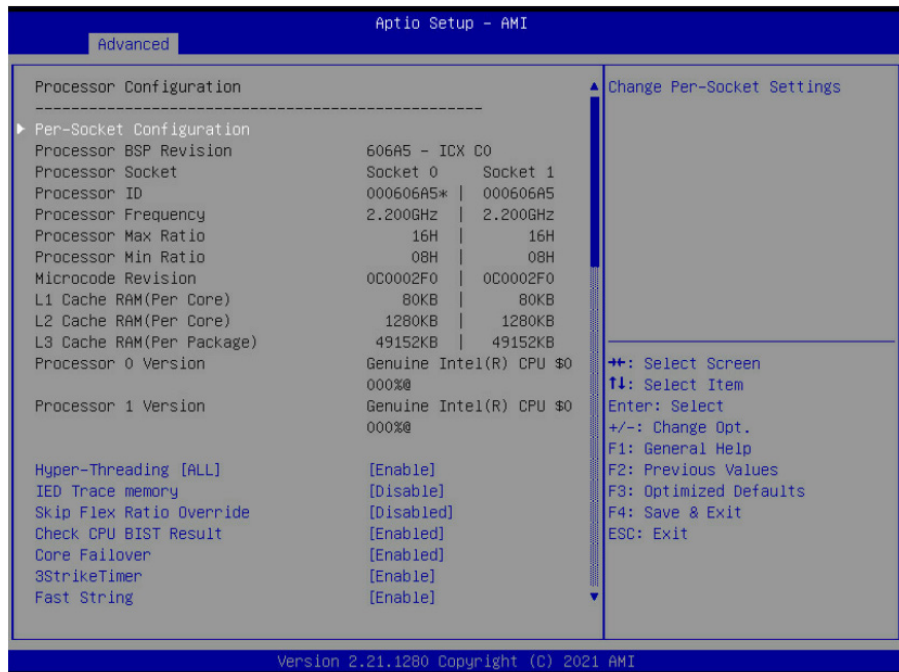 Aptio Setup - AMI
Advanced
Processor Configuration
--------------------------------------------------
Per-Socket Configuration
Processor BSP Revision 606A5 - ICX C0
Processor Socket Socket 0 Socket 1
Processor ID 000606A5* | 000606A5
Processor Frequency 2.200GHz | 2.200GHz
Processor Max Ratio 16H | 16H
Processor Min Ratio 08H | 08H
Microcode Revision 0C0002F0 | 0C0002F0
L1 Cache RAM(Per Core) 80KB | 80KB
L2 Cache RAM(Per Core) 1280KB | 1280KB
L3 Cache RAM(Per Package) 49152KB | 49152KB
Processor 0 Version Genuine Intel(R) CPU $0
000%@
Processor 1 Version Genuine Intel(R) CPU $0
000%@
Hyper-Threading [ALL] [Enable]
IED Trace memory [Disable]
Skip Flex Ratio Override [Disabled]
Check CPU BIST Result [Enabled]
Core Failover [Enabled]
3StrikeTimer [Enable]
Fast String [Enable]
Change Per-Socket Settings
→←: Select Screen
↑↓: Select Item
Enter: Select
+/-: Change Opt.
F1: General Help
F2: Previous Values
F3: Optimized Defaults
F4: Save & Exit
ESC: Exit
Version 2.21.1280 Copyright (C) 2021 AMI